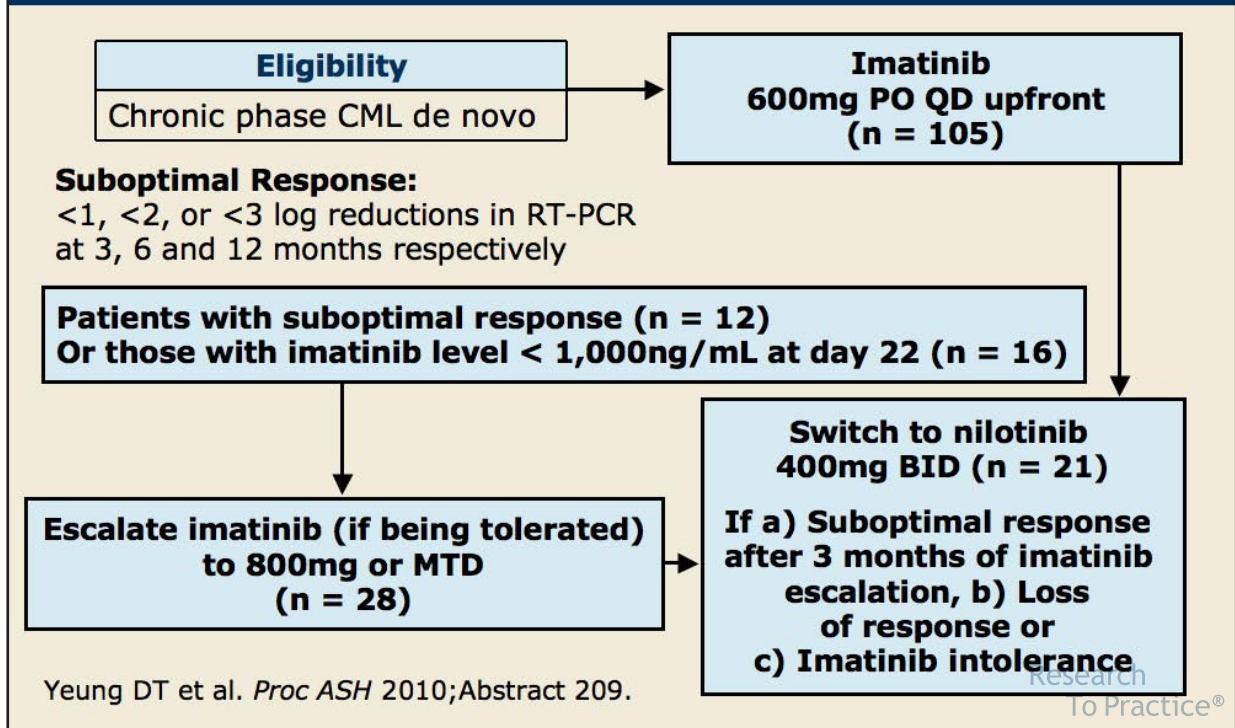 Eligibility
Chronic phase CML de novo
Imatinib
600mg PO QD upfront
(n = 105)
Suboptimal Response:
<1, <2, or <3 log reductions in RT-PCR
at 3, 6 and 12 months respectively
Patients with suboptimal response (n = 12)
Or those with imatinib level < 1,000ng/mL at day 22 (n = 16)
Escalate imatinib (if being tolerated)
to 800mg or MTD
(n = 28)
Switch to nilotinib
400mg BID (n = 21)
If a) Suboptimal response
after 3 months of imatinib
escalation, b) Loss
of response or
c) Imatinib intolerance
Yeung DT et al. Proc ASH 2010;Abstract 209.
Research
To Practice®